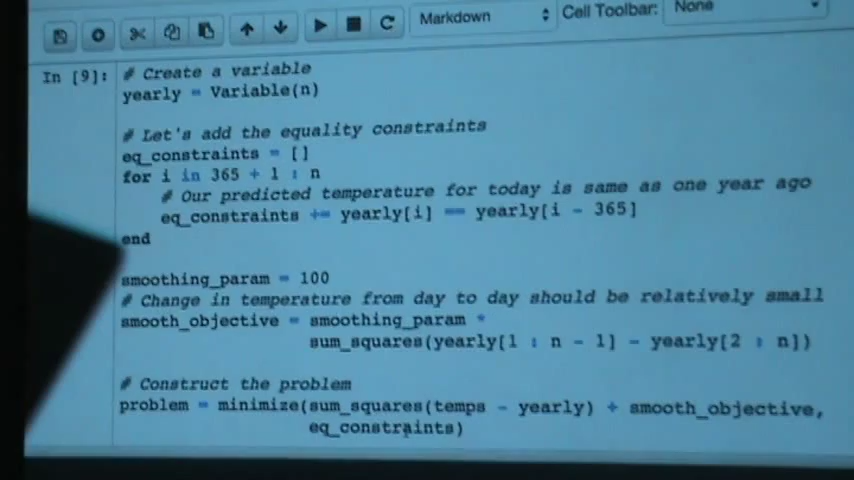 Markdown Cell Toolbar: None
In [9]: # Create a variable
yearly = Variable(n)
# Let's add the equality constraints
eq_constraints = []
for i in 365 + 1 : n
# Our predicted temperature for today is same as one year ago
eq_constraints += yearly[i] == yearly[i - 365]
end
smoothing_param = 100
# Change in temperature from day to day should be relatively small
smooth_objective = smoothing_param *
sum_squares(yearly[1 : n - 1] - yearly[2 : n])
# Construct the problem
problem = minimize(sum_squares(temps - yearly) + smooth_objective,
eq_constraints)